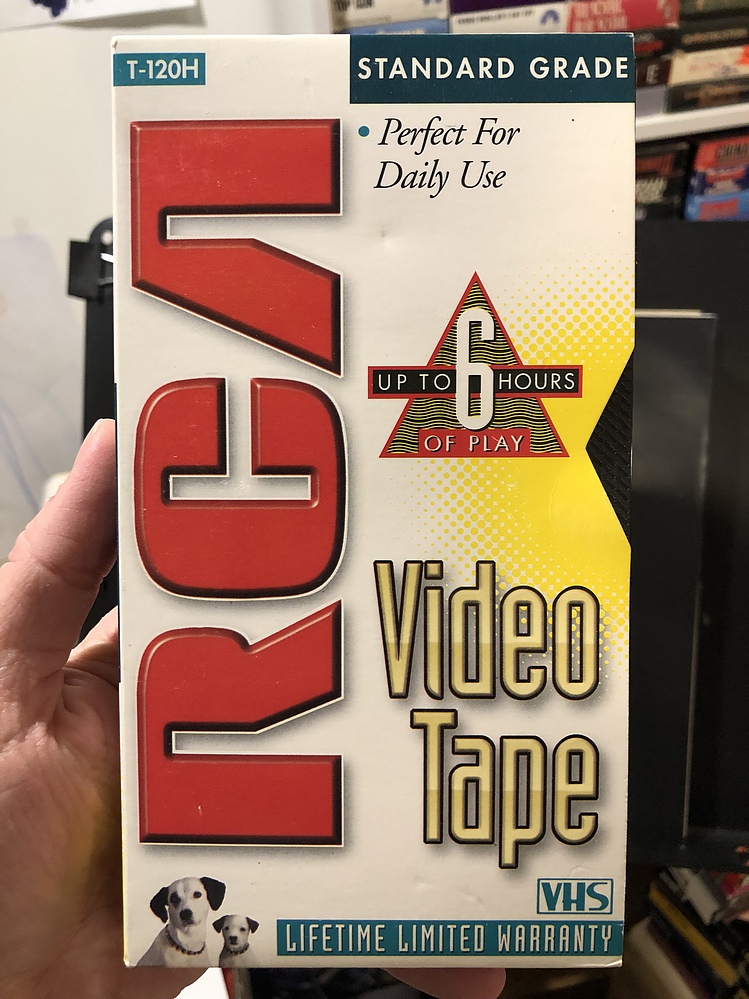 T-120H
STANDARD GRADE
• Perfect For
Daily Use
RCA
UP TO 6 HOURS
OF PLAY
Video
Tape
VHS
LIFETIME LIMITED WARRANTY